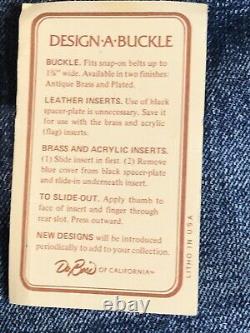 DESIGN·A·BUCKLE
BUCKLE. Fits snap-on belts up to
1¾" wide. Available in two finishes:
Antique Brass and Plated.
LEATHER INSERTS. Use of black
spacer-plate is unnecessary. Save it
for use with the brass and acrylic
(flag) inserts.
BRASS AND ACRYLIC INSERTS.
(1) Slide insert in first. (2) Remove
blue cover from black spacer-plate
and slide-in underneath insert.
TO SLIDE-OUT. Apply thumb to
face of insert and finger through
rear slot. Press outward.
NEW DESIGNS will be introduced
periodically to add to your collection.
OF CALIFORNIA™
LITHO IN USA